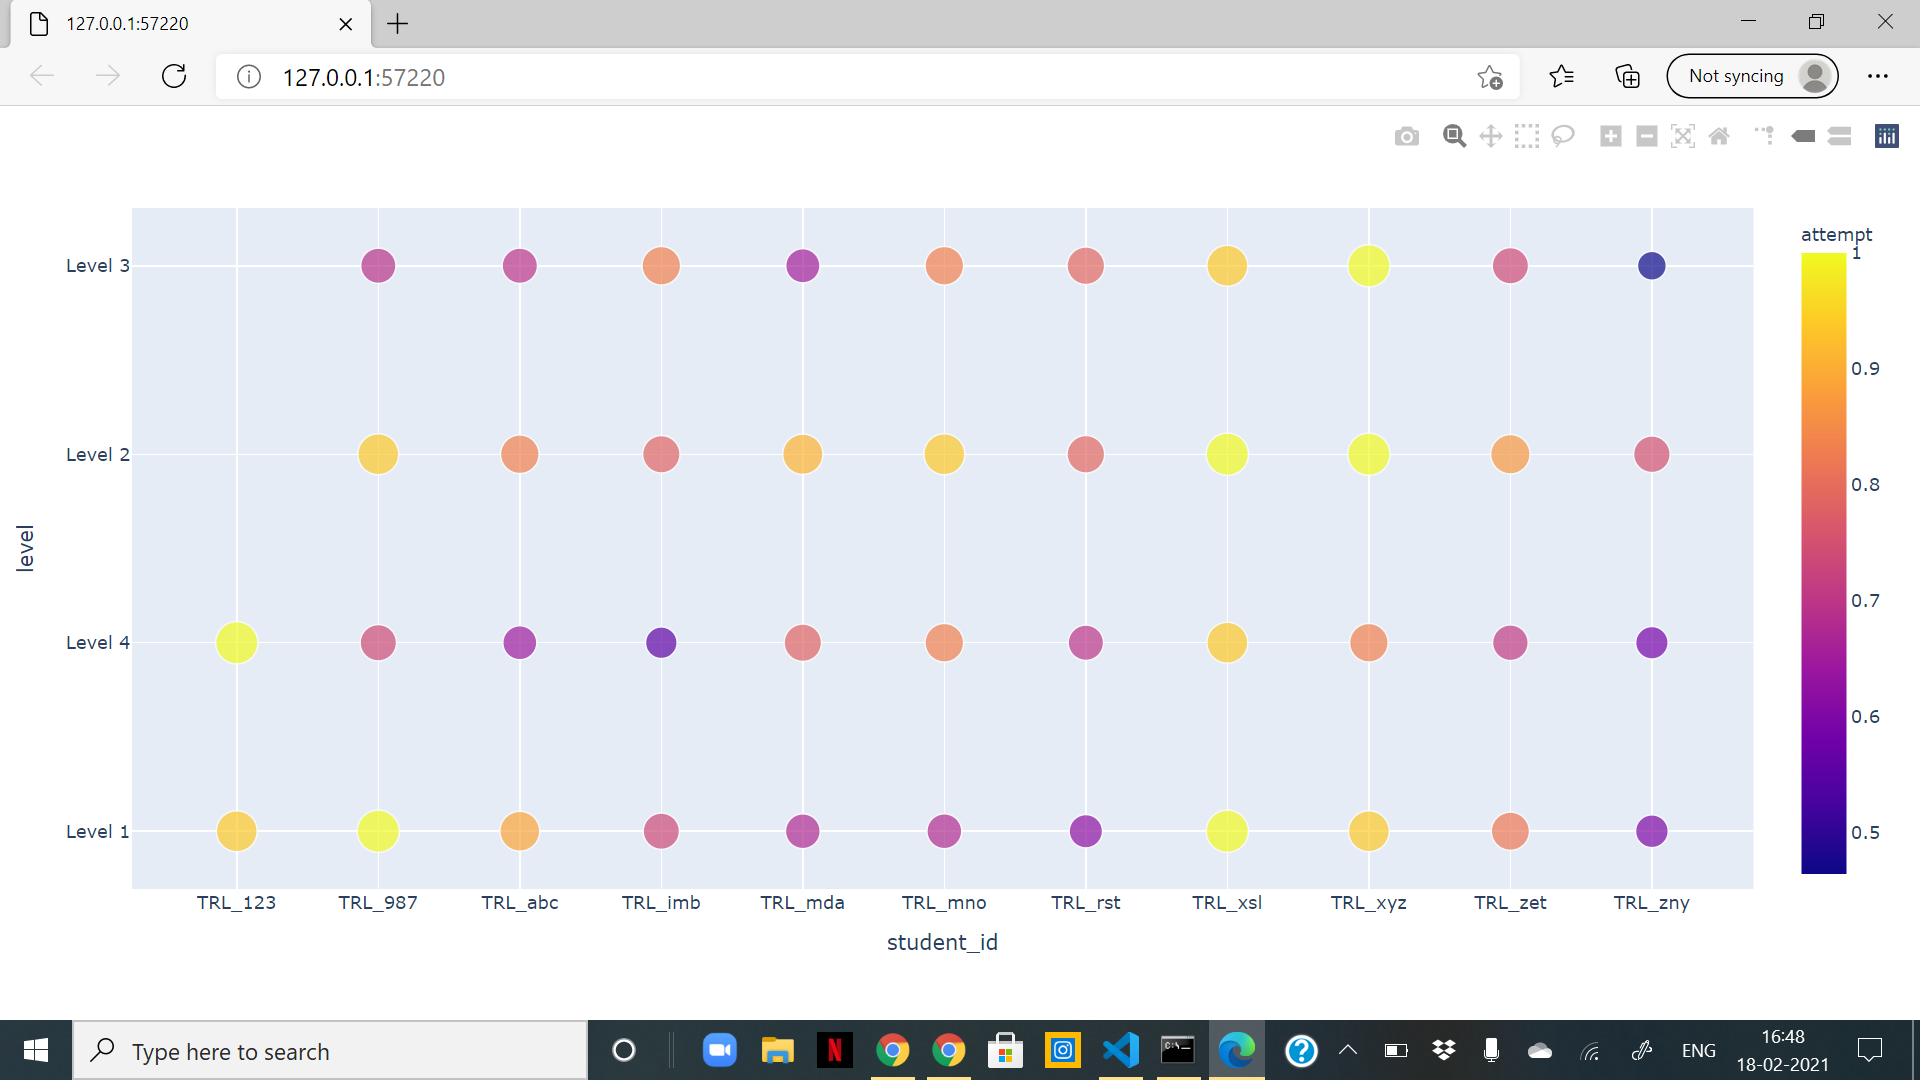 127.0.0.1:57220
127.0.0.1:57220
Not syncing
attempt
1
0.9
0.8
0.7
0.6
0.5
level
Level 3
Level 2
Level 4
Level 1
TRL_123 TRL_987 TRL_abc TRL_imb TRL_mda TRL_mno TRL_rst TRL_xsl TRL_xyz TRL_zet TRL_zny
student_id
Type here to search
N
C:\_
?
ENG
16:48
18-02-2021